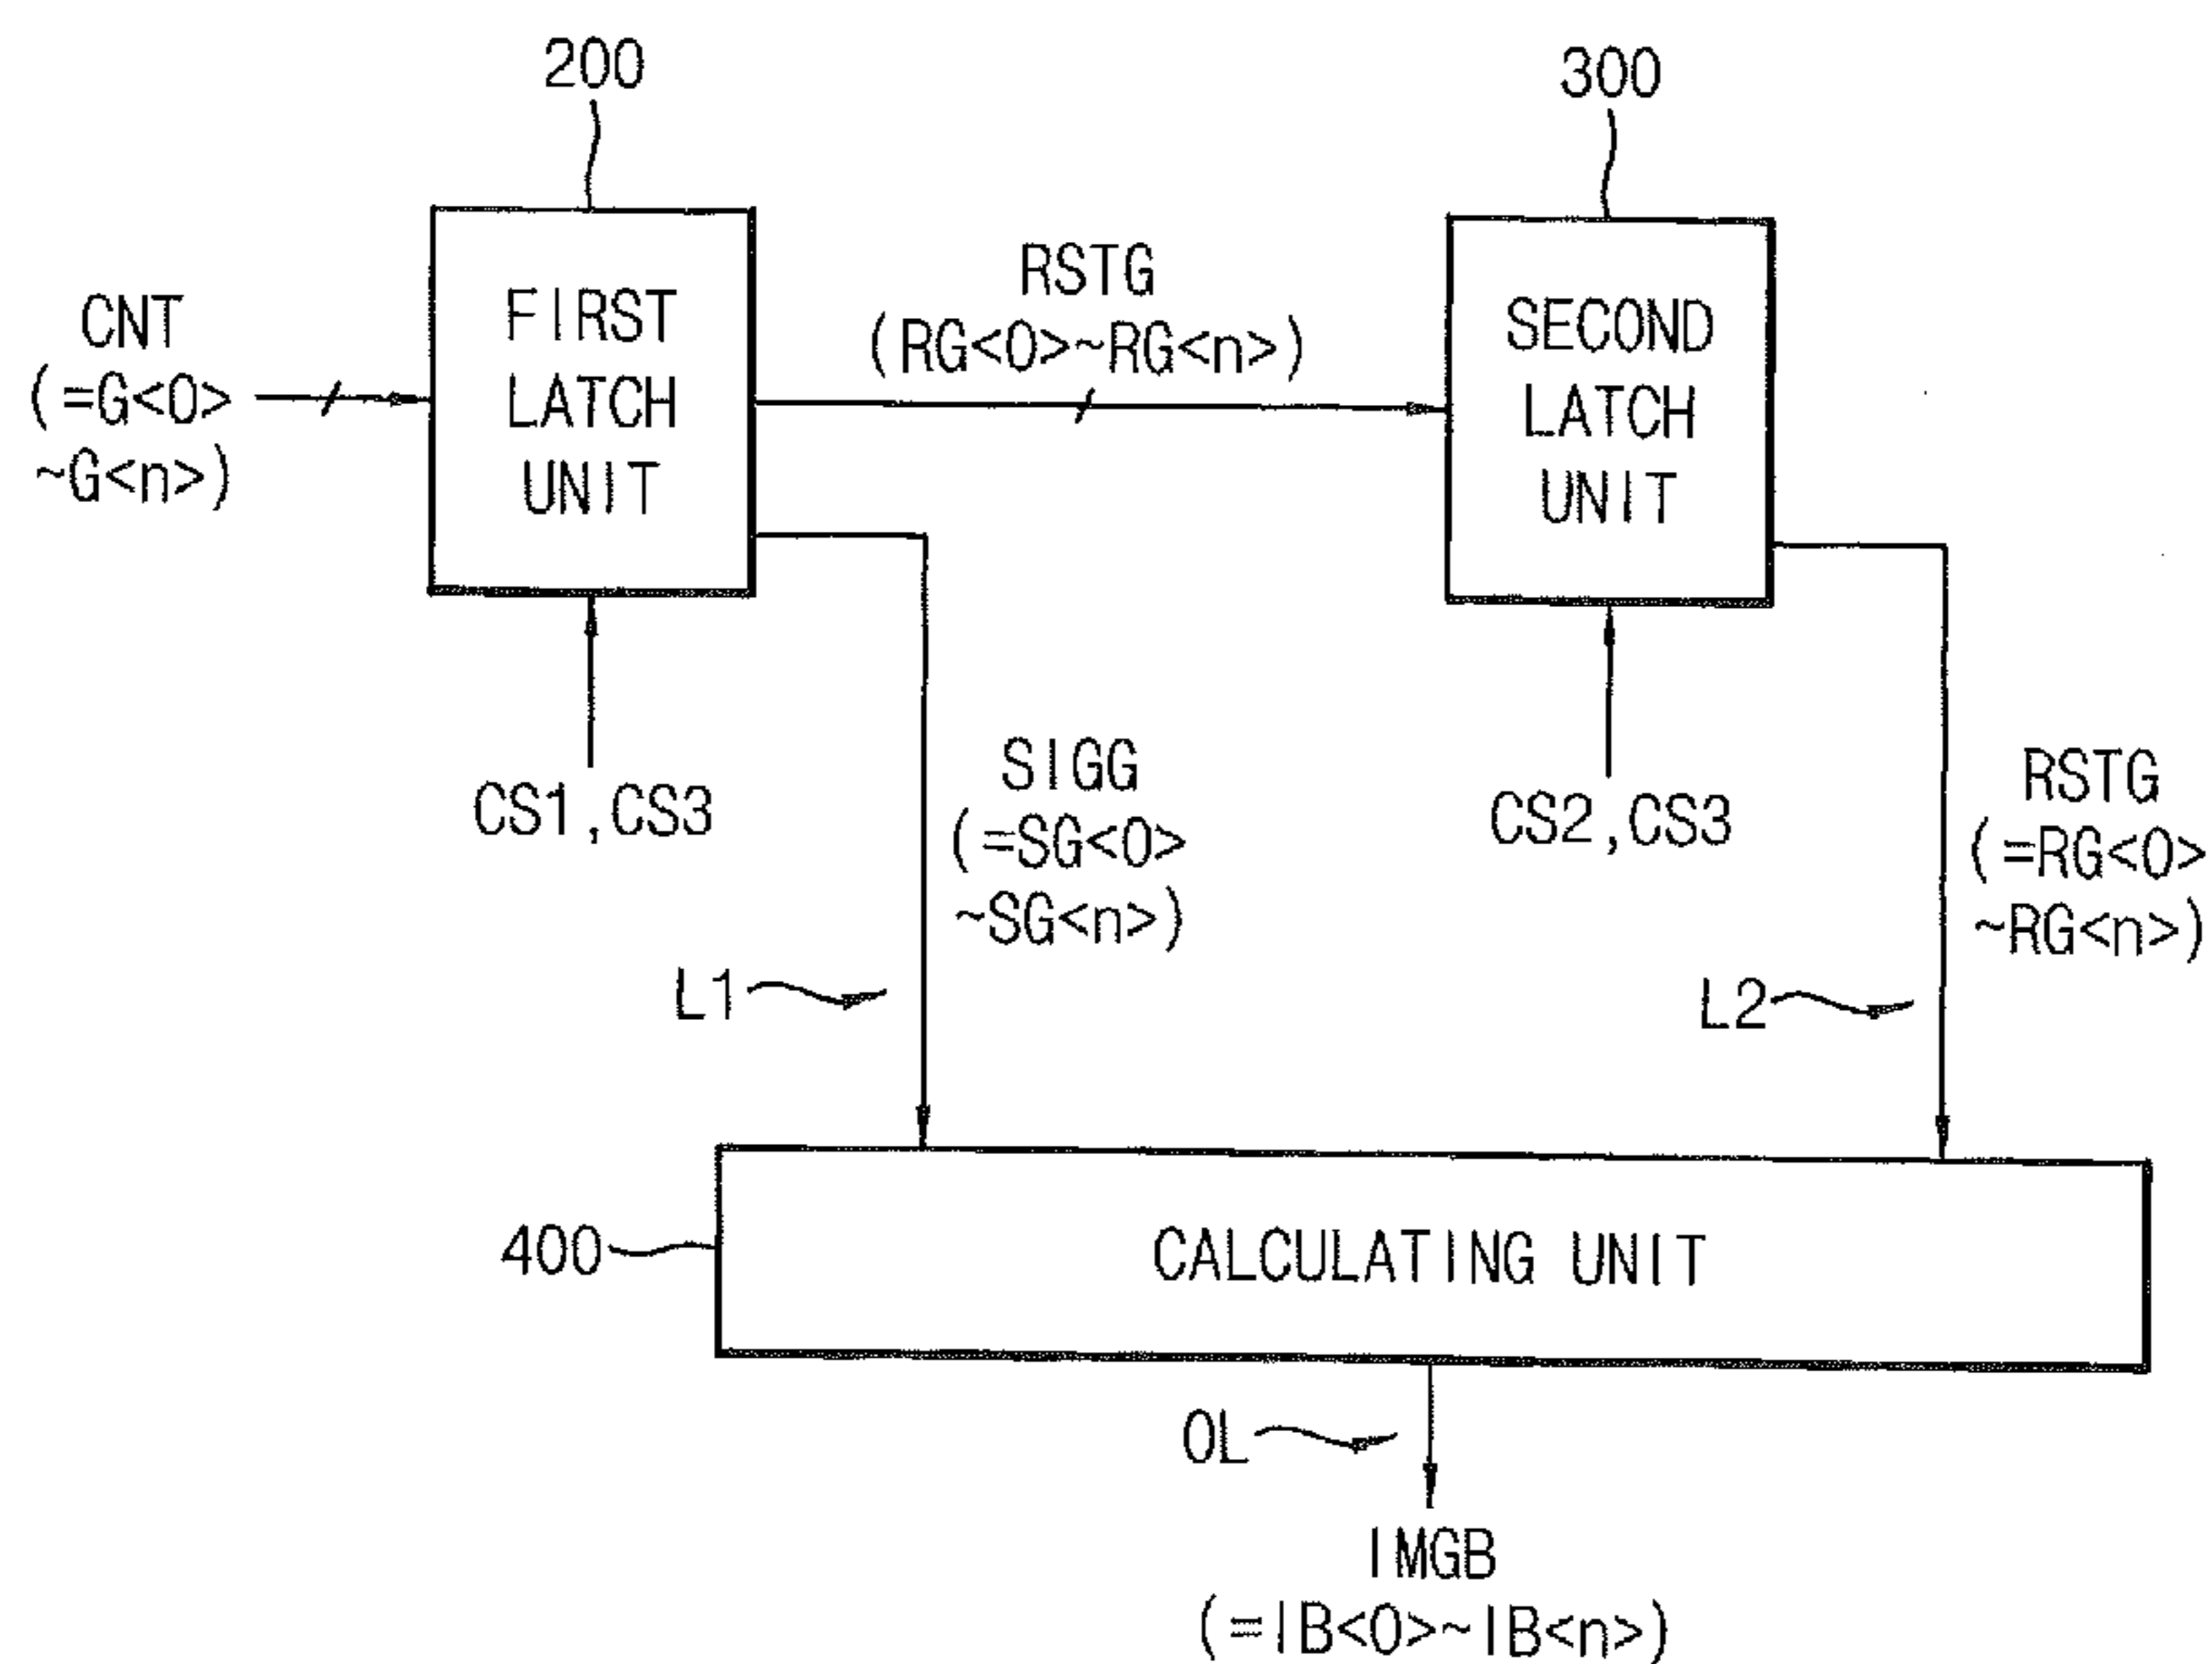 200
300
CNT
(=G<0>
~G<n>)
FIRST
LATCH
UNIT
RSTG
(RG<0>~RG<n>)
SECOND
LATCH
UNIT
CS1,CS3
SIGG
(=SG<0>
~SG<n>)
CS2,CS3
RSTG
(=RG<0>
~RG<n>)
L1
L2
400
CALCULATING UNIT
OL
IMGB
(=IB<0>~IB<n>)